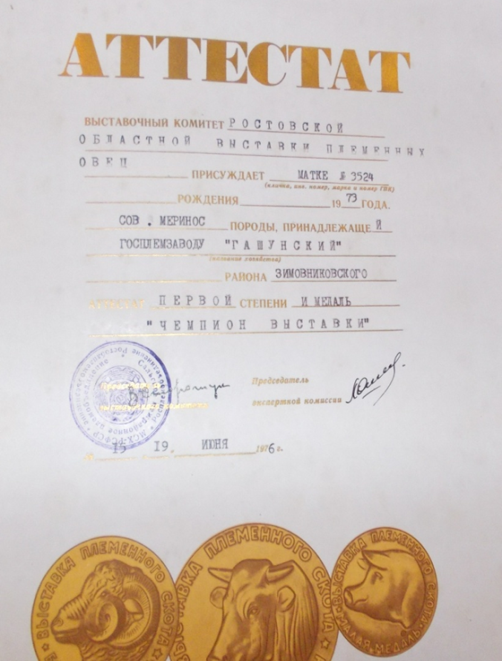 АТТЕСТАТ
ВЫСТАВОЧНЫЙ КОМИТЕТ РОСТОВСКОЙ
ОБЛАСТНОЙ ВЫСТАВКИ ПЛЕМЕННЫХ
ОВЕЦ
ПРИСУЖДАЕТ МАТКЕ № 3524
РОЖДЕНИЯ 1973 ГОДА.
СОВ. МЕРИНОС ПОРОДЫ, ПРИНАДЛЕЖАЩЕЙ
ГОСПЛЕМЗАВОДУ "ГАШУНСКИЙ"
РАЙОНА ЗИМОВНИКОВСКОГО
ПЕРВОЙ СТЕПЕНИ И МЕДАЛЬ
"ЧЕМПИОН ВЫСТАВКИ"
Председатель
экспертной комиссии
15 19. ИЮНЯ 1976 г.
ВЫСТАВКА ПЛЕМЕННОГО СКОТА
ПЛЕМЕННОГО СКОТА
ВЫСТАВКА ПЛЕМЕННОГО